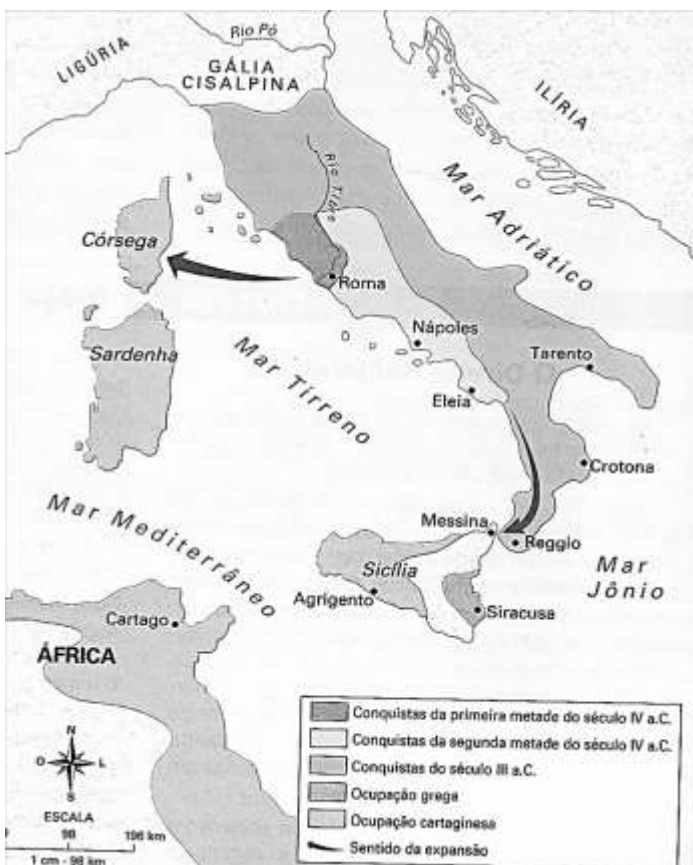 Rio Pó
LIGÚRIA
GÁLIA
CISALPINA
ILÍRIA
Rio Tibre
Mar Adriático
Córsega
Roma
Nápoles
Tarento
Sardenha
Mar Tirreno
Eleia
Crotona
Mar Mediterrâneo
Messina
Reggio
Mar
Jônio
Sicília
Agrigento
Siracusa
Cartago
ÁFRICA
N
O
L
S
ESCALA
98
196 km
1 cm - 98 km
Conquistas da primeira metade do século IV a.C.
Conquistas da segunda metade do século IV a.C.
Conquistas do século III a.C.
Ocupação grega
Ocupação cartaginesa
Sentido da expansão